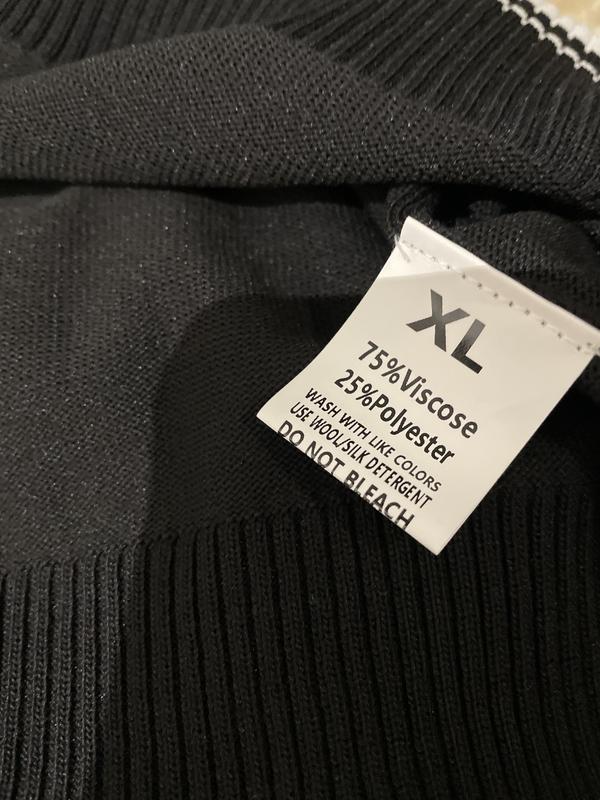 XL
75%Viscose
25%Polyester
WASH WITH LIKE COLORS
USE WOOL/SILK DETERGENT
DO NOT BLEACH